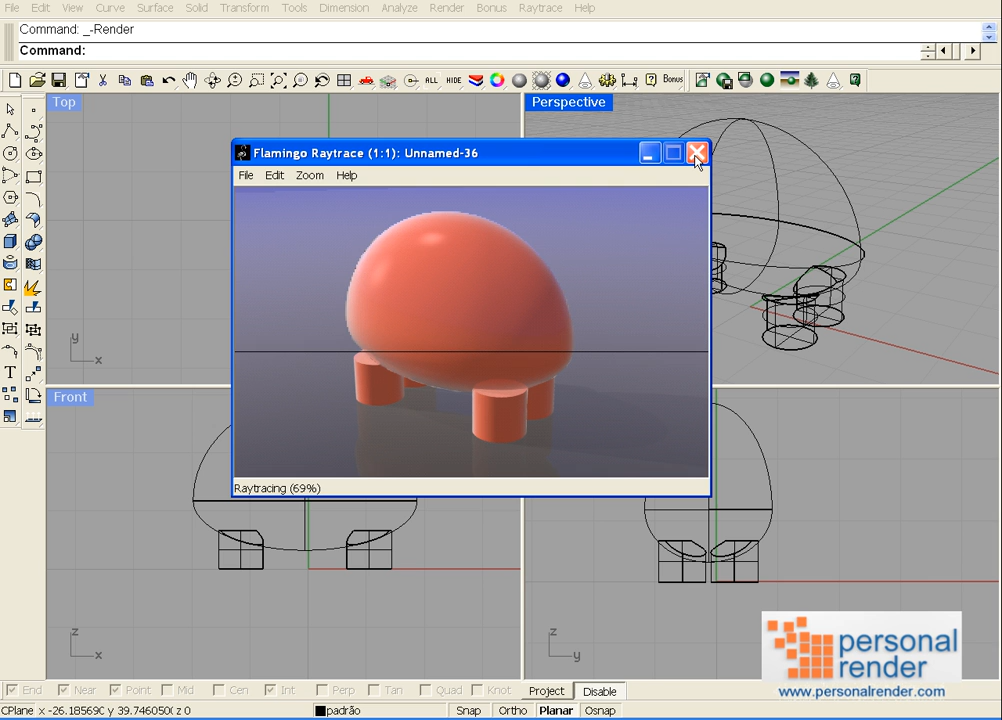 File Edit View Curve Surface Solid Transform Tools Dimension Analyze Render Bonus Raytrace Help
Command: _-Render
Command:
ALL HIDE Bonus
Top
Perspective
Flamingo Raytrace (1:1): Unnamed-36
File Edit Zoom Help
Raytracing (69%)
y
x
T
Front
z
x
z
y
personal
render
www.personalrender.com
End Near Point Mid Cen Int Perp Tan Quad Knot Project Disable
CPlane x -26.18569( y 39.746050( z 0 padrão Snap Ortho Planar Osnap